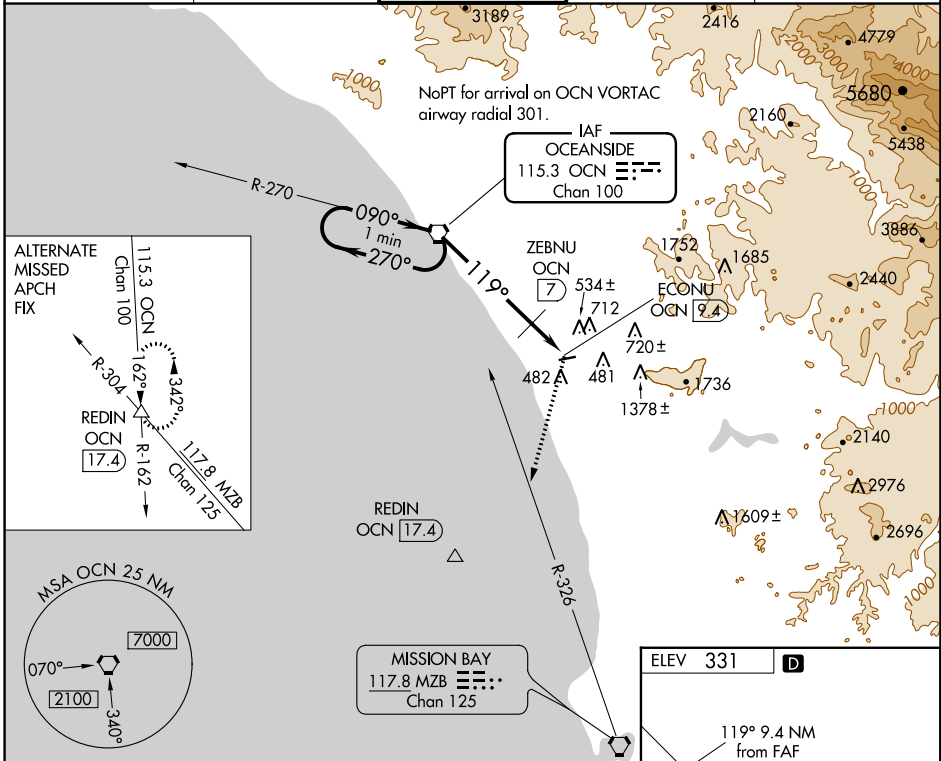 3189
2416
4779
2000
3000
4000
1000
5680
NoPT for arrival on OCN VORTAC
airway radial 301.
2160
5438
IAF
OCEANSIDE
115.3 OCN
Chan 100
1000
R-270
090°
1 min
270°
3886
ALTERNATE
MISSED
APCH
FIX
115.3 OCN
Chan 100
R-304
162°
342°
REDIN
OCN
17.4
R-162
117.8 MZB
Chan 125
119°
ZEBNU
OCN
7
534±
712
1752
1685
ECONU
OCN 9.4
2440
720±
482
481
1378±
1736
1000
2140
2976
1609±
2696
1000
REDIN
OCN 17.4
R-326
MSA OCN 25 NM
7000
070°
2100
340°
MISSION BAY
117.8 MZB
Chan 125
ELEV 331
D
119° 9.4 NM
from FAF